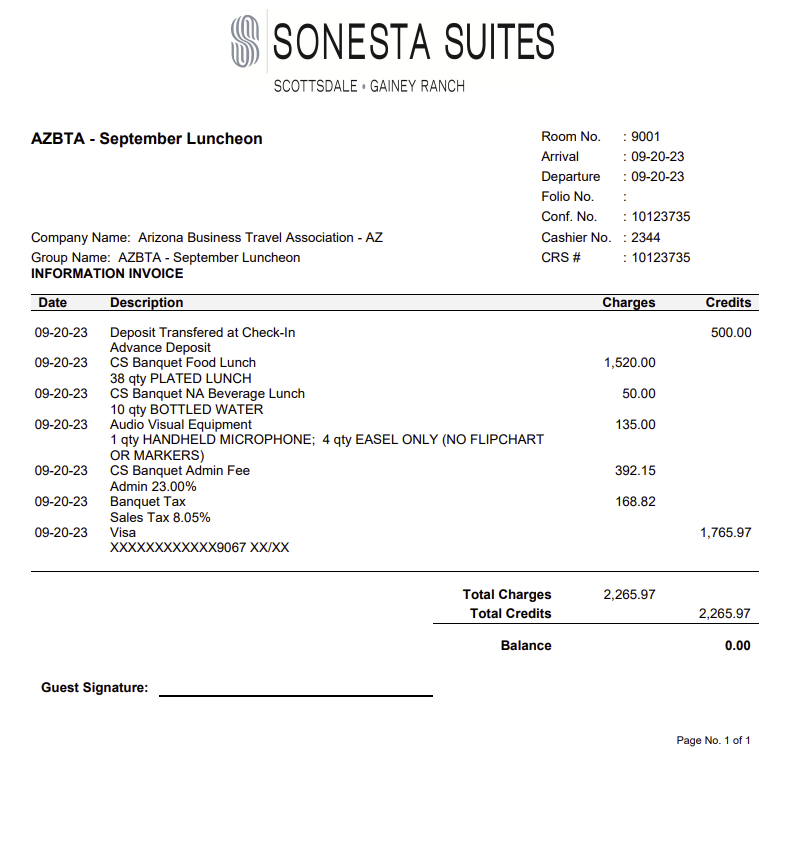 SONESTA SUITES
SCOTTSDALE • GAINEY RANCH
AZBTA - September Luncheon
Room No. : 9001
Arrival : 09-20-23
Departure : 09-20-23
Folio No. :
Conf. No. : 10123735
Company Name: Arizona Business Travel Association - AZ
Cashier No. : 2344
Group Name: AZBTA - September Luncheon
CRS # : 10123735
INFORMATION INVOICE
Date Description Charges Credits
09-20-23 Deposit Transfered at Check-In 500.00
Advance Deposit
09-20-23 CS Banquet Food Lunch 1,520.00
38 qty PLATED LUNCH
09-20-23 CS Banquet NA Beverage Lunch 50.00
10 qty BOTTLED WATER
09-20-23 Audio Visual Equipment 135.00
1 qty HANDHELD MICROPHONE; 4 qty EASEL ONLY (NO FLIPCHART
OR MARKERS)
09-20-23 CS Banquet Admin Fee 392.15
Admin 23.00%
09-20-23 Banquet Tax 168.82
Sales Tax 8.05%
09-20-23 Visa 1,765.97
XXXXXXXXXXXX9067 XX/XX
Total Charges 2,265.97
Total Credits 2,265.97
Balance 0.00
Guest Signature:
Page No. 1 of 1